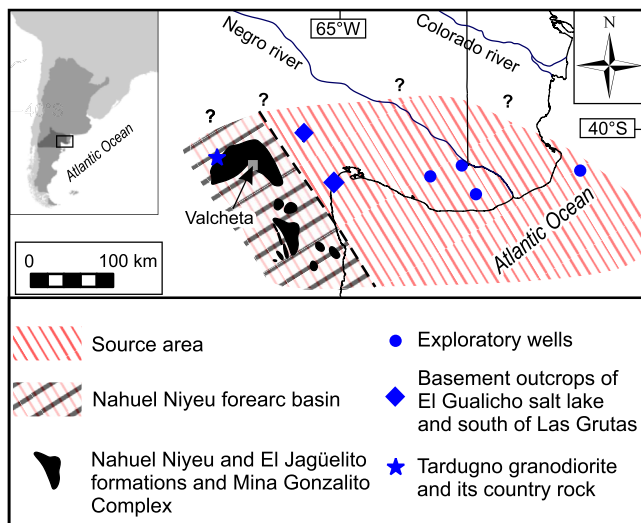 65°W
Colorado river
N
Negro river
40°S
?
?
?
?
40°S
Atlantic Ocean
Valcheta
Atlantic Ocean
0 100 km
Source area
Nahuel Niyeu forearc basin
Nahuel Niyeu and El Jagüelito
formations and Mina Gonzalito
Complex
Exploratory wells
Basement outcrops of
El Gualicho salt lake
and south of Las Grutas
Tardugno granodiorite
and its country rock